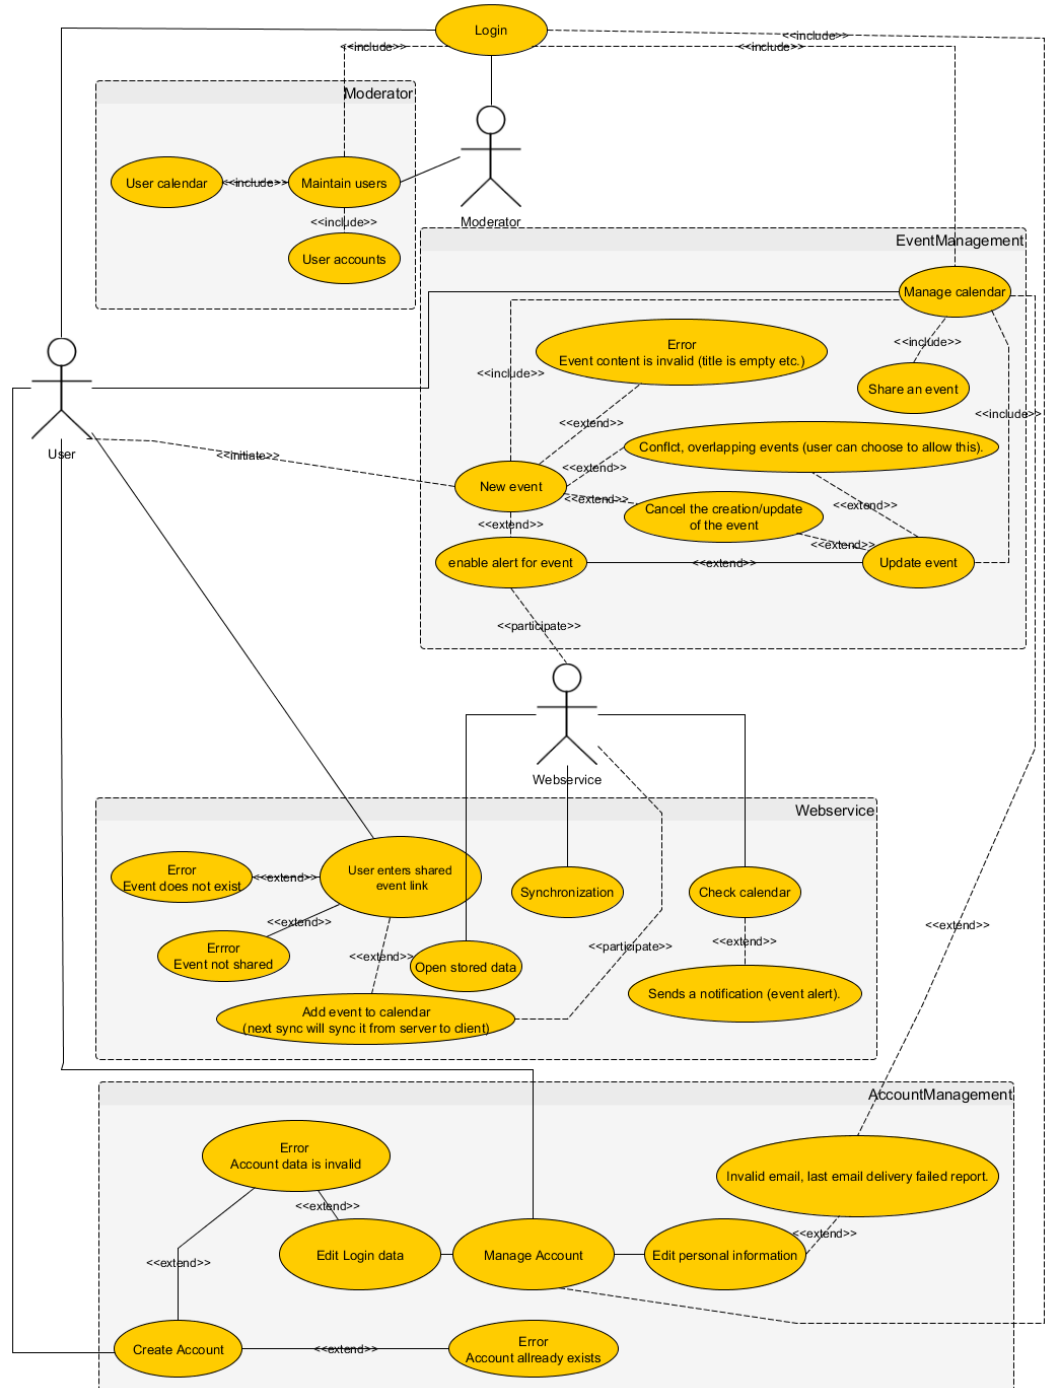 Login
<<include>>
<<include>>
<<include>>
Moderator
User calendar
<<include>>
Maintain users
<<include>>
User accounts
Moderator
EventManagement
Manage calendar
Error
Event content is invalid (title is empty etc.)
<<include>>
<<include>>
Share an event
<<include>>
<<extend>>
User
<<initiate>>
Conflct, overlapping events (user can choose to allow this).
<<extend>>
New event
<<extend>>
<<extend>>
Cancel the creation/update
of the event
<<extend>>
<<extend>>
enable alert for event
<<extend>>
Update event
<<participate>>
Webservice
Webservice
Error
Event does not exist
<<extend>>
User enters shared
event link
Synchronization
Check calendar
<<extend>>
Errror
Event not shared
<<extend>>
Open stored data
<<participate>>
<<extend>>
<<extend>>
Sends a notification (event alert).
Add event to calendar
(next sync will sync it from server to client)
AccountManagement
Error
Account data is invalid
Invalid email, last email delivery failed report.
<<extend>>
<<extend>>
Edit Login data
Manage Account
Edit personal information
<<extend>>
Create Account
<<extend>>
Error
Account allready exists